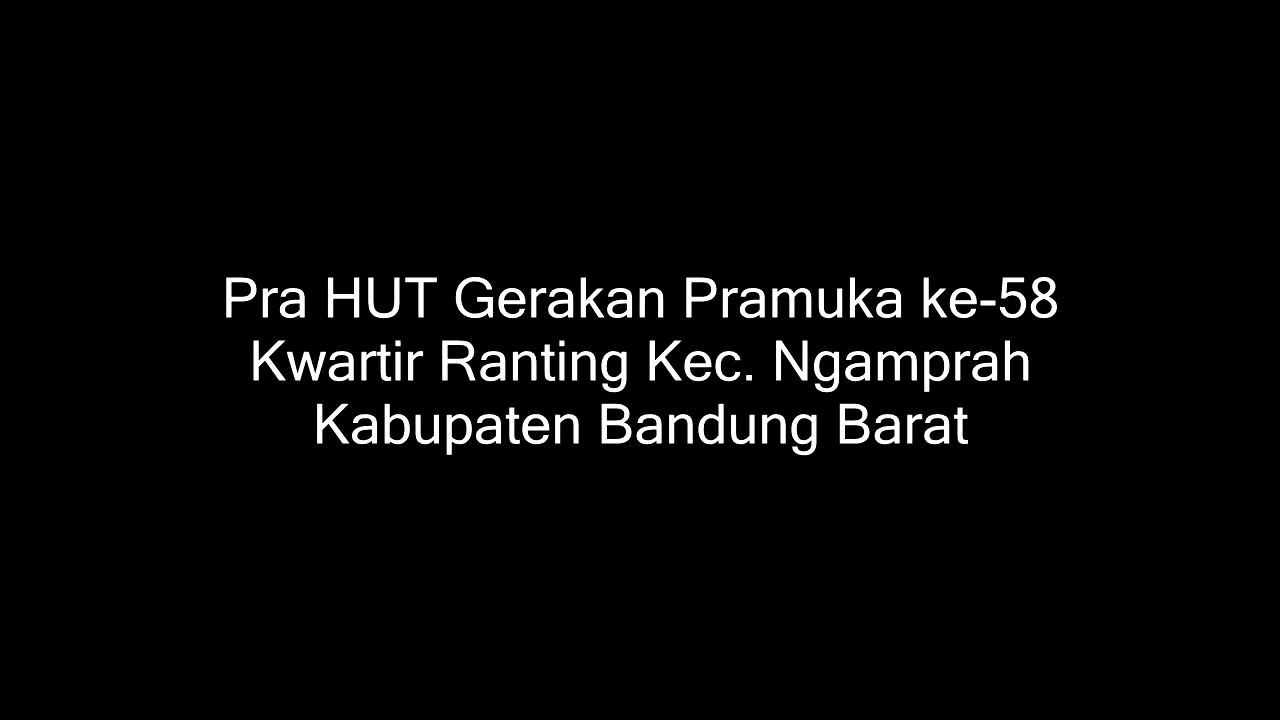 Pra HUT Gerakan Pramuka ke-58
Kwartir Ranting Kec. Ngamprah
Kabupaten Bandung Barat